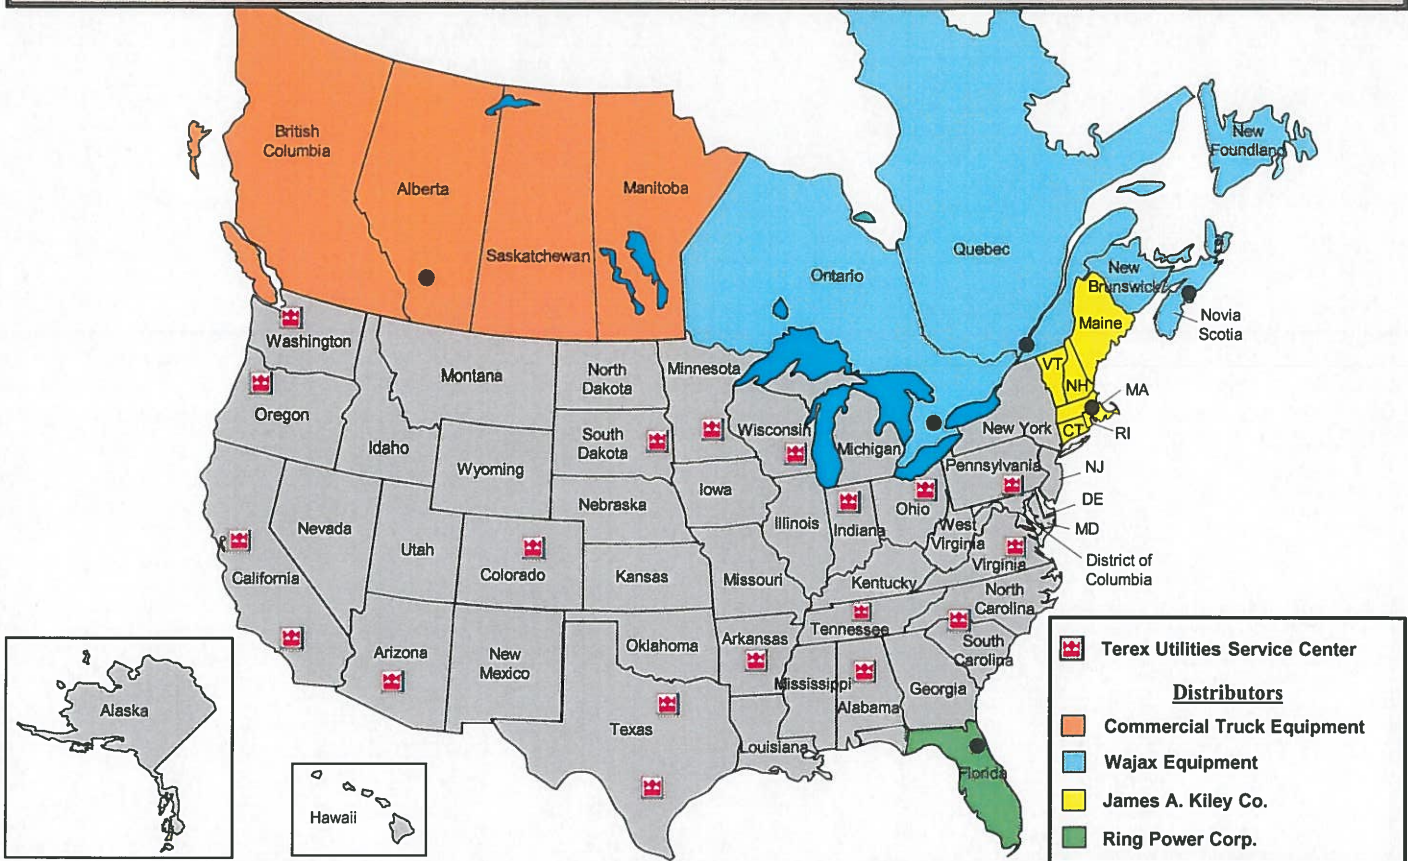 British
Columbia
Alberta
Saskatchewan
Manitoba
Ontario
Quebec
New
Foundland
New
Brunswick
Novia
Scotia
Maine
VT
NH
MA
RI
CT
Washington
Oregon
Idaho
Montana
Wyoming
North
Dakota
South
Dakota
Minnesota
Wisconsin
Michigan
New York
Pennsylvania
NJ
DE
MD
District of
Columbia
Nebraska
Iowa
Illinois
Indiana
Ohio
West
Virginia
Virginia
Nevada
Utah
Colorado
Kansas
Missouri
Kentucky
California
North
Carolina
Tennessee
South
Carolina
Arizona
New
Mexico
Oklahoma
Arkansas
Mississippi
Alabama
Georgia
Texas
Louisiana
Florida
Alaska
Hawaii
Terex Utilities Service Center
Distributors
Commercial Truck Equipment
Wajax Equipment
James A. Kiley Co.
Ring Power Corp.